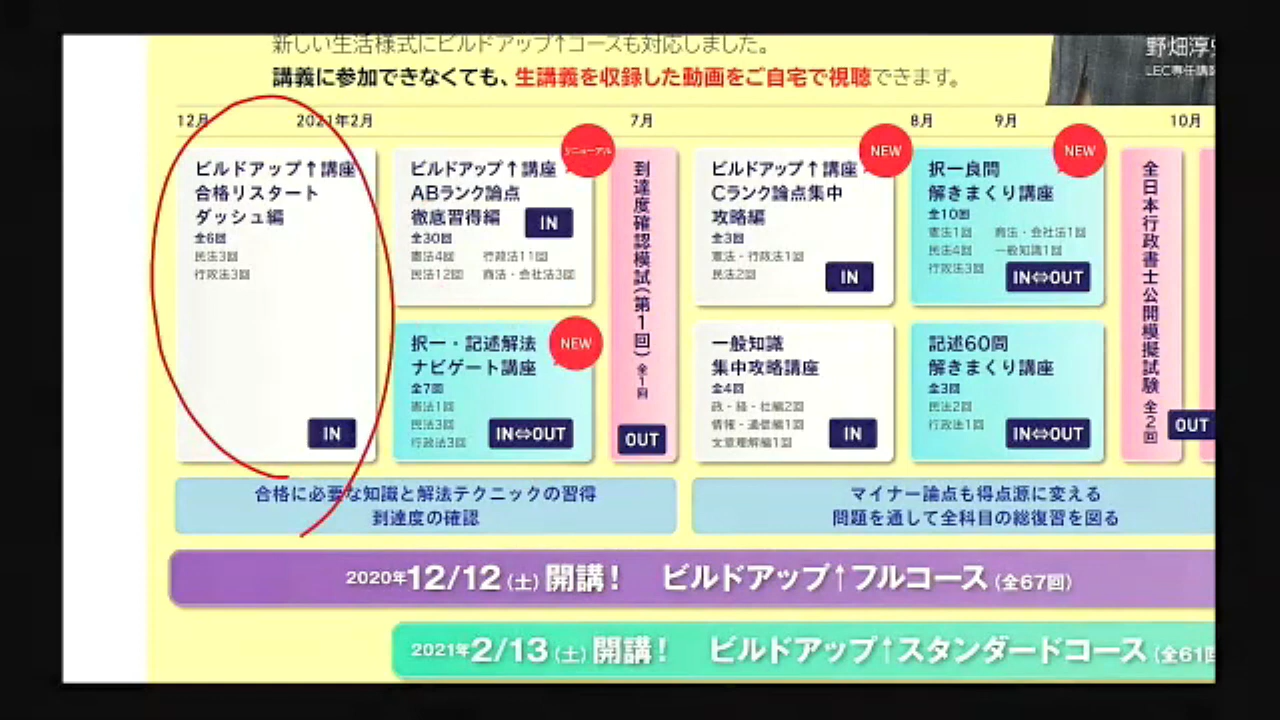 新しい生活様式にビルドアップ↑コースも対応しました。
講義に参加できなくても、生講義を収録した動画をご自宅で視聴できます。
野畑淳
LEC専任講師
12月
2021年2月
7月
8月
9月
10月
ビルドアップ↑講座
合格リスタート
ダッシュ編
全6回
民法3回
行政法3回
IN
リニューアル
ビルドアップ↑講座
ABランク論点
徹底習得編
全30回
憲法4回 行政法11回
民法12回 商法・会社法3回
IN
NEW
択一・記述解法
ナビゲート講座
全7回
憲法1回
民法3回
行政法3回
IN⇔OUT
到達度確認模試(第1回) 全1回
OUT
NEW
ビルドアップ↑講座
Cランク論点集中
攻略編
全3回
憲法・行政法1回
民法2回
IN
一般知識
集中攻略講座
全4回
政・経・社編2回
情報・通信編1回
文章理解編1回
IN
NEW
択一良問
解きまくり講座
全10回
憲法1回 商法・会社法1回
民法4回 一般知識1回
行政法3回
IN⇔OUT
記述60問
解きまくり講座
全3回
民法2回
行政法1回
IN⇔OUT
全日本行政書士公開模擬試験 全2回
OUT
合格に必要な知識と解法テクニックの習得
到達度の確認
マイナー論点も得点源に変える
問題を通して全科目の総復習を図る
2020年12/12(土)開講! ビルドアップ↑フルコース(全67回)
2021年2/13(土)開講! ビルドアップ↑スタンダードコース(全61回